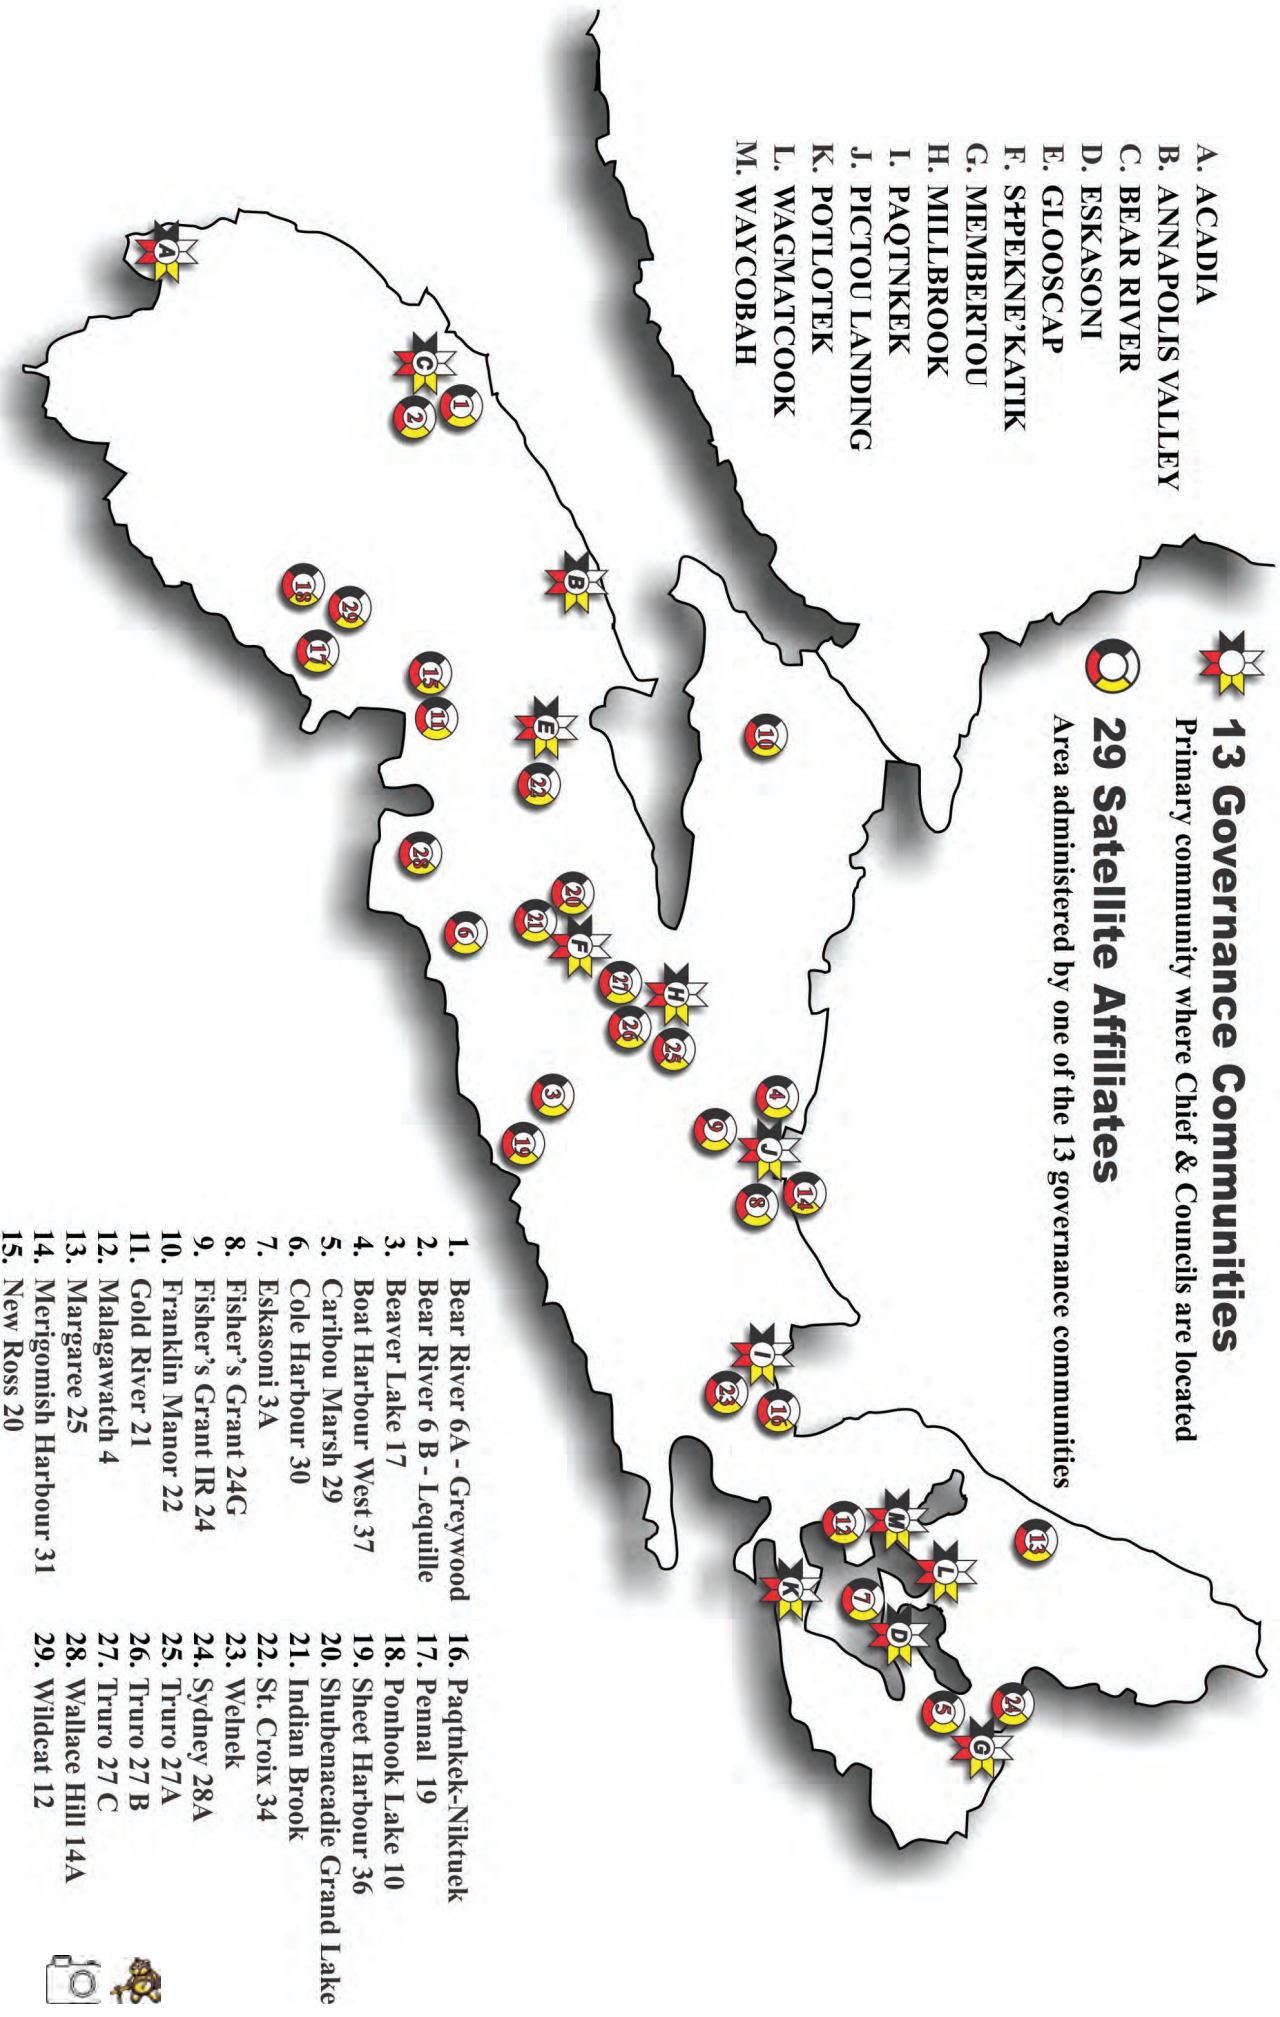 13 Governance Communities
Primary community where Chief & Councils are located
29 Satellite Affiliates
Area administered by one of the 13 governance communities
A. ACADIA
B. ANNAPOLIS VALLEY
C. BEAR RIVER
D. ESKASONI
E. GLOOSCAP
F. SɨPEKNE’KATIK
G. MEMBERTOU
H. MILLBROOK
I. PAQTNKEK
J. PICTOU LANDING
K. POTLOTEK
L. WAGMATCOOK
M. WAYCOBAH
13
24
G
5
L
D
M
7
12
K
16
I
23
14
8
J
4
9
10
25
H
26
27
F
20
21
3
19
6
28
22
E
B
11
15
29
17
18
1
C
2
A
1. Bear River 6A - Greywood
2. Bear River 6 B - Lequille
3. Beaver Lake 17
4. Boat Harbour West 37
5. Caribou Marsh 29
6. Cole Harbour 30
7. Eskasoni 3A
8. Fisher’s Grant 24G
9. Fisher’s Grant IR 24
10. Franklin Manor 22
11. Gold River 21
12. Malagawatch 4
13. Margaree 25
14. Merigomish Harbour 31
15. New Ross 20
16. Paqtnkek-Niktuek
17. Pennal 19
18. Ponhook Lake 10
19. Sheet Harbour 36
20. Shubenacadie Grand Lake
21. Indian Brook
22. St. Croix 34
23. Welnek
24. Sydney 28A
25. Truro 27A
26. Truro 27 B
27. Truro 27 C
28. Wallace Hill 14A
29. Wildcat 12